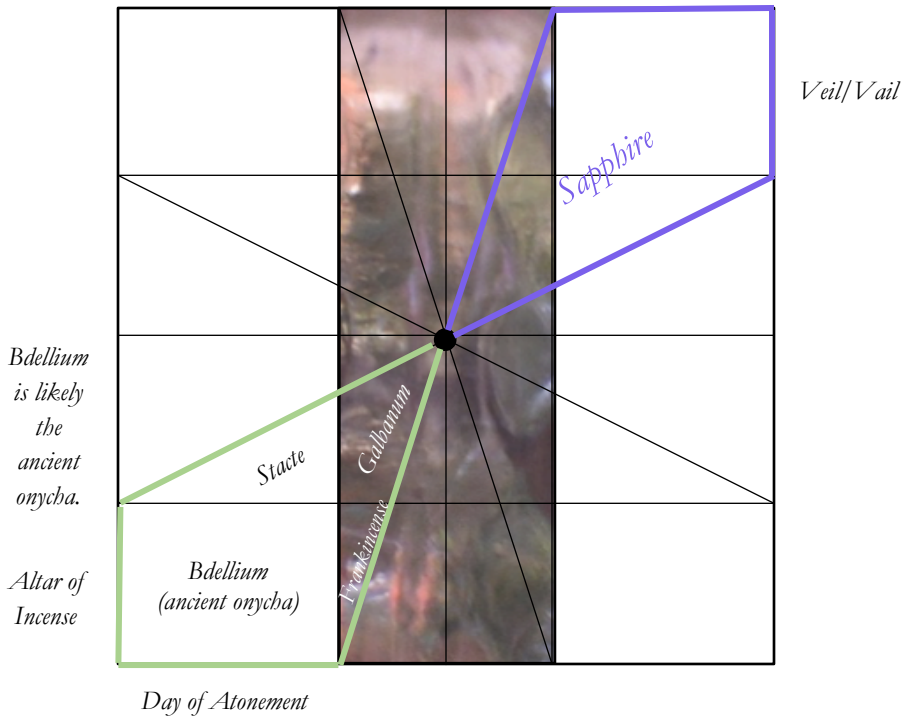 Veil/Vail
Sapphire
Bdellium
is likely
the
ancient
onycha.
Galbanum
Stacte
Frankincense
Altar of
Incense
Bdellium
(ancient onycha)
Day of Atonement